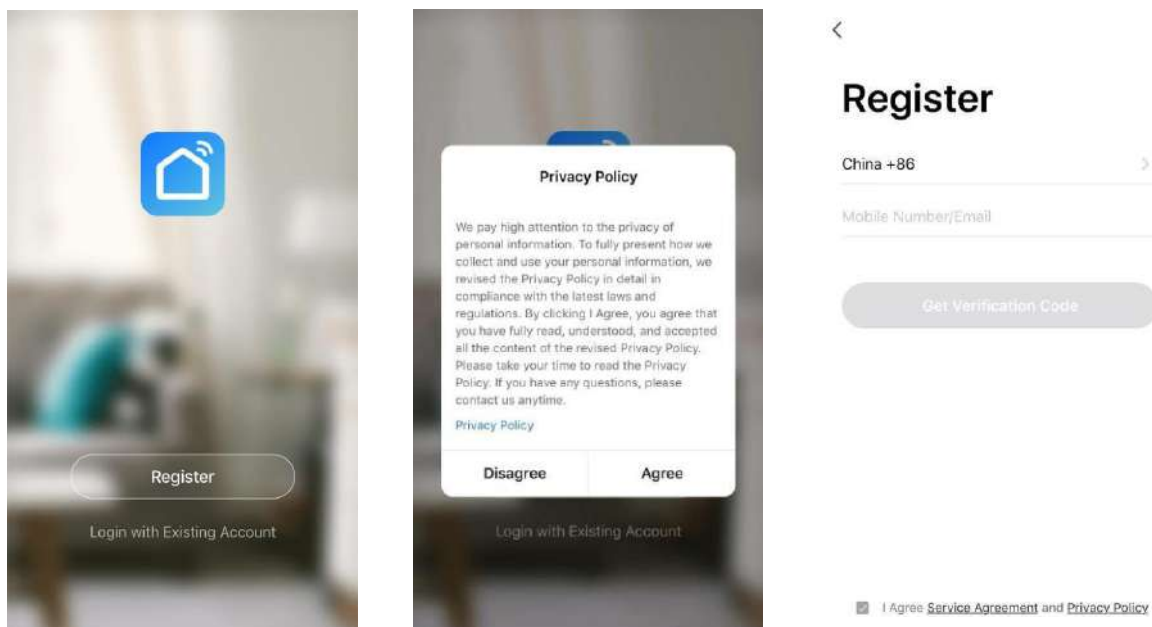 Register
Login with Existing Account
Privacy Policy
We pay high attention to the privacy of
personal information. To fully present how we
collect and use your personal information, we
revised the Privacy Policy in detail in
compliance with the latest laws and
regulations. By clicking I Agree, you agree that
you have fully read, understood, and accepted
all the content of the revised Privacy Policy.
Please take your time to read the Privacy
Policy. If you have any questions, please
contact us anytime.
Privacy Policy
Disagree Agree
Login with Existing Account
Register
China +86
Mobile Number/Email
Get Verification Code
I Agree Service Agreement and Privacy Policy